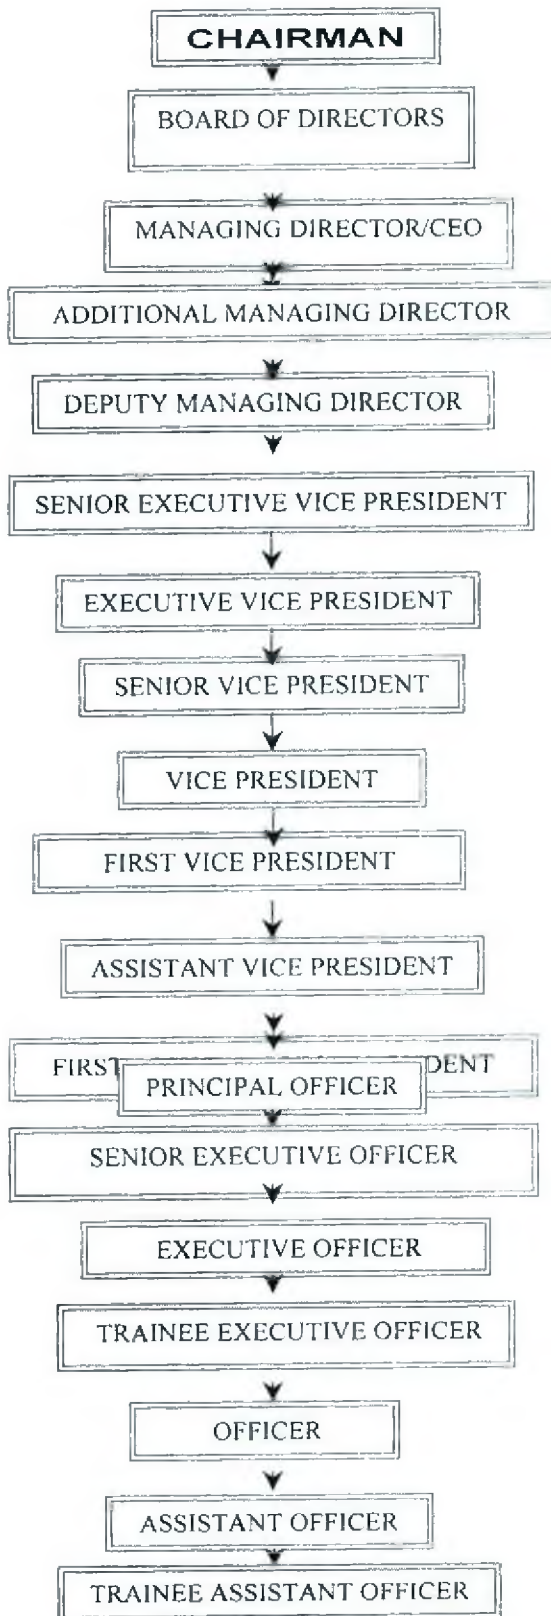 CHAIRMAN
BOARD OF DIRECTORS
MANAGING DIRECTOR/CEO
ADDITIONAL MANAGING DIRECTOR
DEPUTY MANAGING DIRECTOR
SENIOR EXECUTIVE VICE PRESIDENT
EXECUTIVE VICE PRESIDENT
SENIOR VICE PRESIDENT
VICE PRESIDENT
FIRST VICE PRESIDENT
ASSISTANT VICE PRESIDENT
FIRST
PRINCIPAL OFFICER
SENIOR EXECUTIVE OFFICER
EXECUTIVE OFFICER
TRAINEE EXECUTIVE OFFICER
OFFICER
ASSISTANT OFFICER
TRAINEE ASSISTANT OFFICER